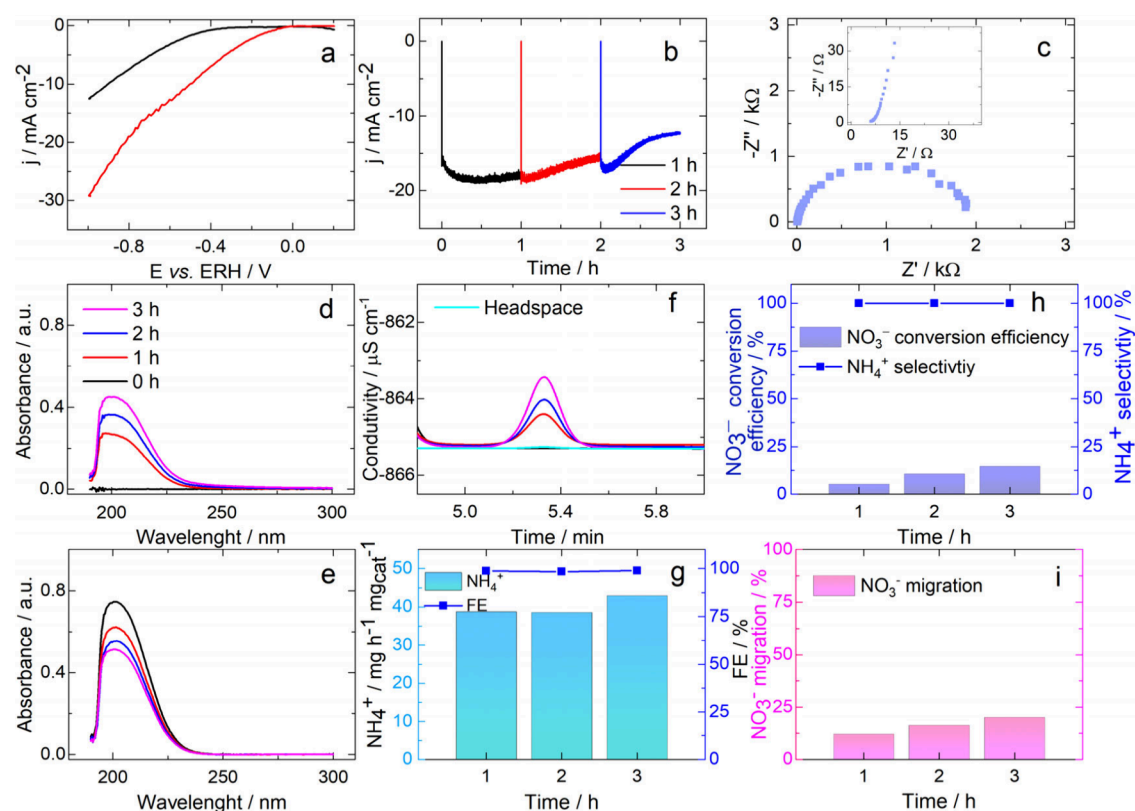 a
0
-10
-20
-30
-0.8
-0.4
0.0
j / mA cm-2
E vs. ERH / V
b
0
-10
-20
0
1
2
3
j / mA cm-2
Time / h
1 h
2 h
3 h
c
3
2
1
0
0
1
2
3
-Z'' / kΩ
Z' / kΩ
30
15
0
0
15
30
-Z'' / Ω
Z' / Ω
d
3 h
2 h
1 h
0 h
0.8
0.4
0.0
200
250
300
Absorbance / a.u.
Wavelenght / nm
f
Headspace
-862
-864
-866
5.0
5.4
5.8
Condutivity / µS cm-1
Time / min
h
NO3− conversion efficiency
NH4+ selectivtiy
100
75
50
25
0
1
2
3
100
75
50
25
0
NO3− conversion
efficiency / %
NH4+ selectivtiy / %
Time / h
e
0.8
0.4
0.0
200
250
300
Absorbance / a.u.
Wavelenght / nm
g
NH4+
FE
50
40
30
20
10
0
1
2
3
100
75
50
25
0
NH4+ / mg h-1 mgcat-1
FE / %
Time / h
i
NO3- migration
100
75
50
25
0
1
2
3
NO3- migration / %
Time / h